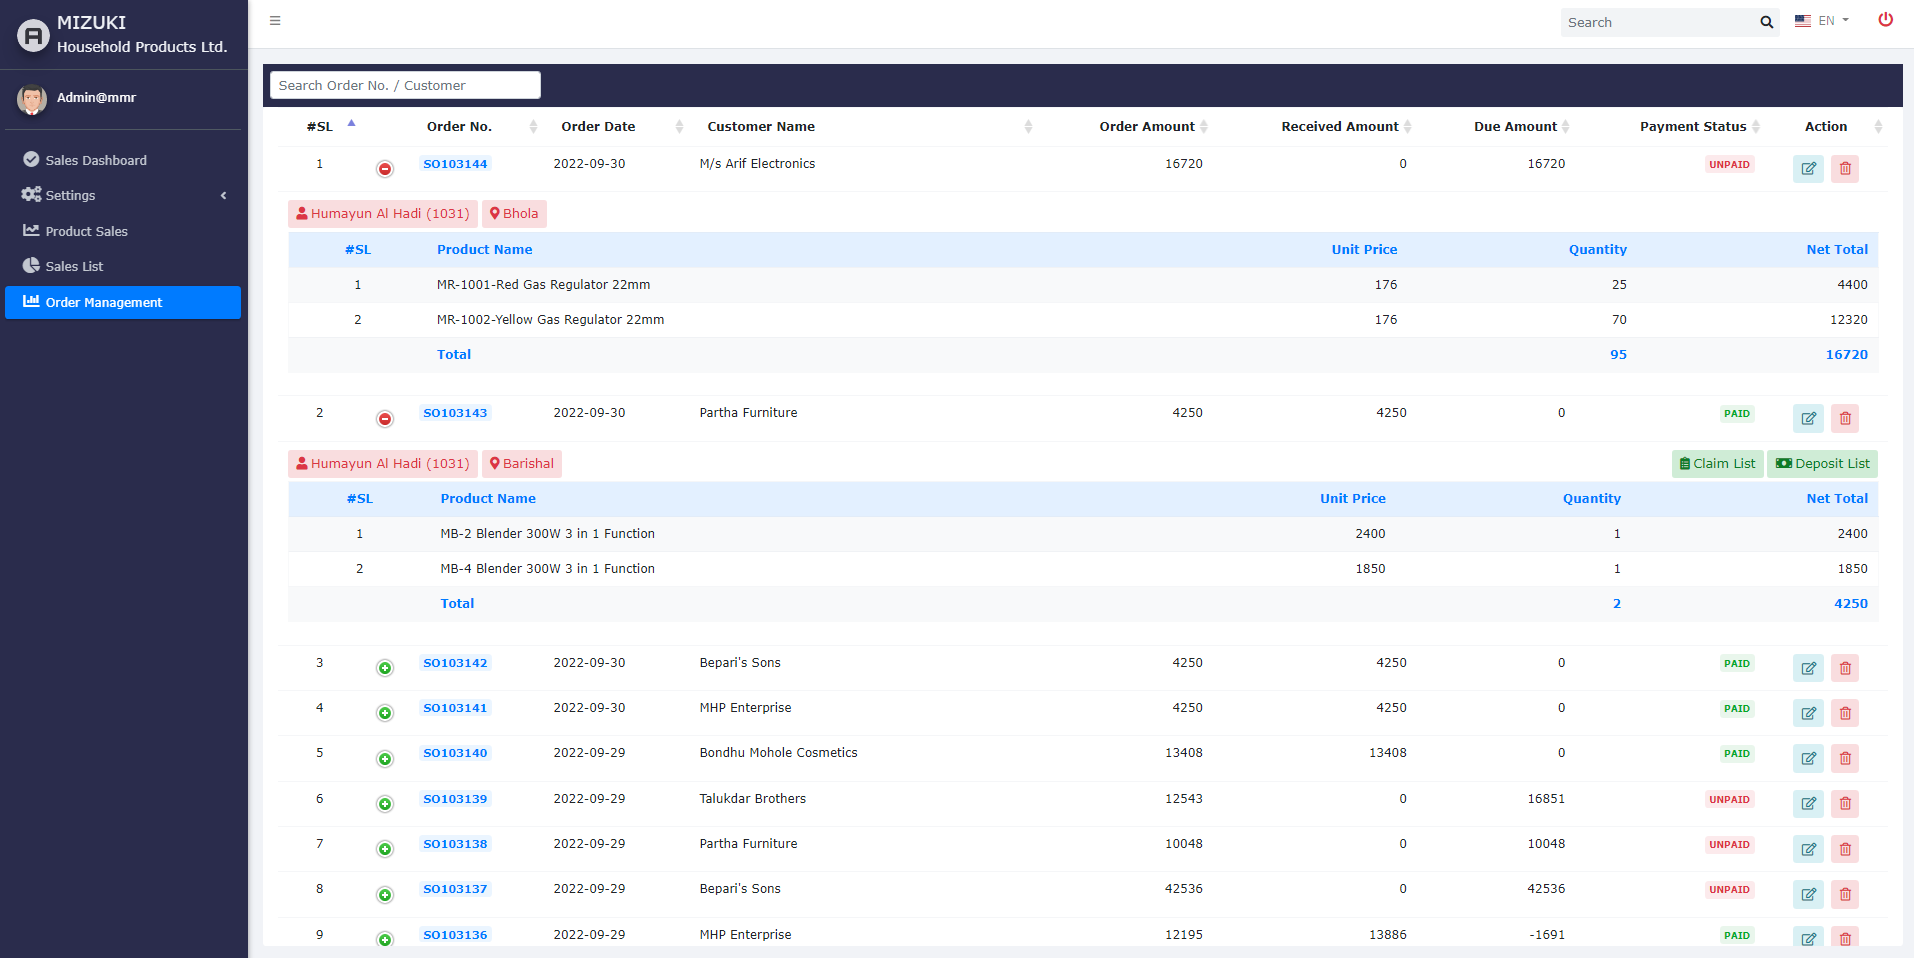 MIZUKI
Household Products Ltd.
Search
EN
Admin@mmr
Sales Dashboard
Settings
Product Sales
Sales List
Order Management
Search Order No. / Customer
#SL Order No. Order Date Customer Name Order Amount Received Amount Due Amount Payment Status Action
1 SO103144 2022-09-30 M/s Arif Electronics 16720 0 16720 UNPAID
Humayun Al Hadi (1031) Bhola
#SL Product Name Unit Price Quantity Net Total
1 MR-1001-Red Gas Regulator 22mm 176 25 4400
2 MR-1002-Yellow Gas Regulator 22mm 176 70 12320
Total 95 16720
2 SO103143 2022-09-30 Partha Furniture 4250 4250 0 PAID
Humayun Al Hadi (1031) Barishal Claim List Deposit List
#SL Product Name Unit Price Quantity Net Total
1 MB-2 Blender 300W 3 in 1 Function 2400 1 2400
2 MB-4 Blender 300W 3 in 1 Function 1850 1 1850
Total 2 4250
3 SO103142 2022-09-30 Bepari's Sons 4250 4250 0 PAID
4 SO103141 2022-09-30 MHP Enterprise 4250 4250 0 PAID
5 SO103140 2022-09-29 Bondhu Mohole Cosmetics 13408 13408 0 PAID
6 SO103139 2022-09-29 Talukdar Brothers 12543 0 16851 UNPAID
7 SO103138 2022-09-29 Partha Furniture 10048 0 10048 UNPAID
8 SO103137 2022-09-29 Bepari's Sons 42536 0 42536 UNPAID
9 SO103136 2022-09-29 MHP Enterprise 12195 13886 -1691 PAID